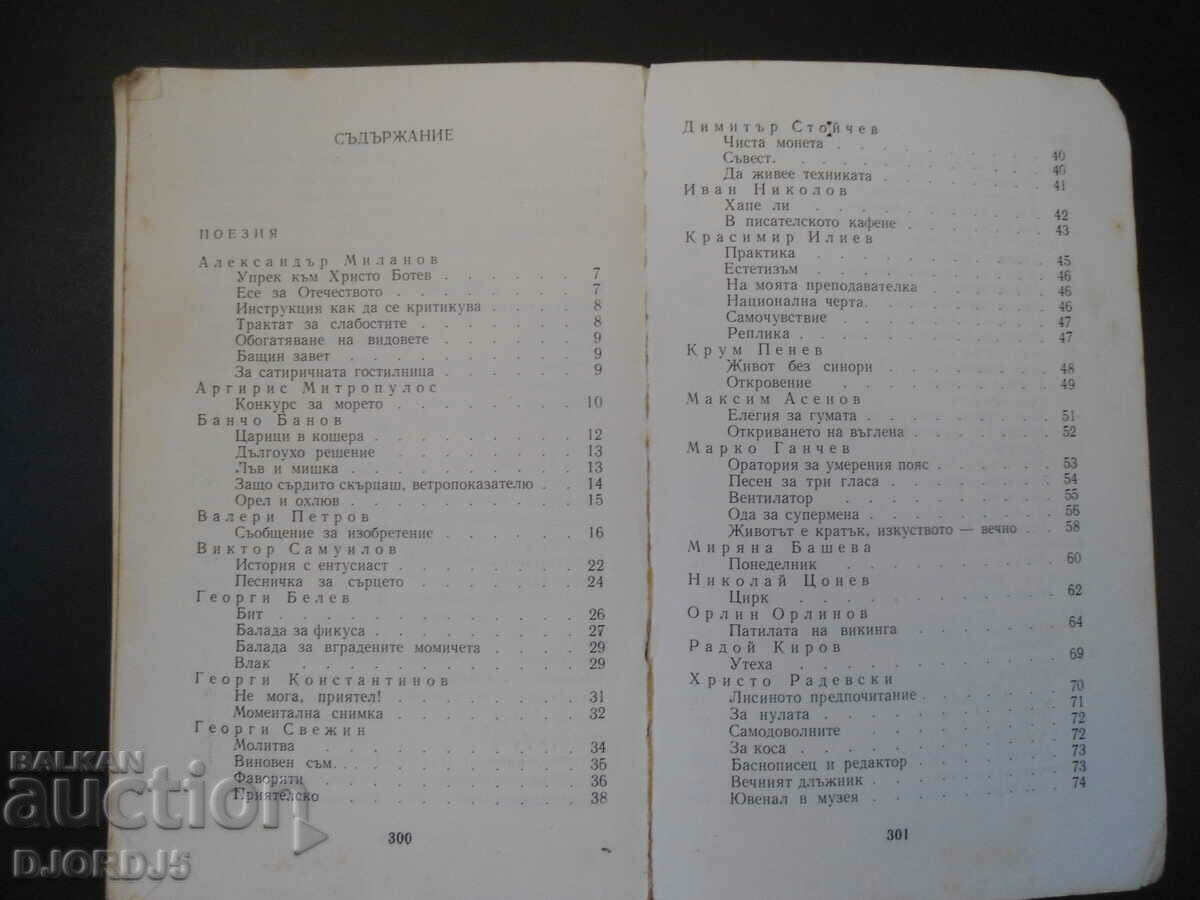 СЪДЪРЖАНИЕ
ПОЕЗИЯ
Александър Миланов
Упрек към Христо Ботев . . . . . . 7
Есе за Отечеството . . . . . . . 7
Инструкция как да се критикува . . . . 8
Трактат за слабостите . . . . . . 8
Обогатяване на видовете . . . . . 9
Бащин завет . . . . . . . . 9
За сатиричната гостилница . . . . . 9
Аргирис Митропулос
Конкурс за морето . . . . . . . 10
Банчо Банов
Царици в кошера . . . . . . . 12
Дългоухо решение . . . . . . . 13
Лъв и мишка . . . . . . . . 13
Защо сърдито скърцаш, ветропоказателю . . 14
Орел и охлюв . . . . . . . . 15
Валери Петров
Съобщение за изобретение . . . . . 16
Виктор Самуилов
История с ентусиаст . . . . . . 22
Песничка за сърцето . . . . . . 24
Георги Белев
Бит . . . . . . . . . . 26
Балада за фикуса . . . . . . . 27
Балада за вградените момичета . . . . 29
Влак . . . . . . . . . . 29
Георги Константинов
Не мога, приятел! . . . . . . . 31
Моментална снимка . . . . . . . 32
Георги Свежин
Молитва . . . . . . . . . 34
Виновен съм. . . . . . . . . 35
Фаворити . . . . . . . . . 36
Приятелско . . . . . . . . 38
300
Димитър Стойчев
Чиста монета . . . . . . . . 40
Съвест. . . . . . . . . . 40
Да живее техниката . . . . . . . 41
Иван Николов
Хапе ли . . . . . . . . . 42
В писателското кафене . . . . . . 43
Красимир Илиев
Практика . . . . . . . . . 45
Естетизъм . . . . . . . . . 46
На моята преподавателка . . . . . 46
Национална черта. . . . . . . . 46
Самочувствие . . . . . . . . 47
Реплика . . . . . . . . . 47
Крум Пенев
Живот без синори . . . . . . . 48
Откровение . . . . . . . . 49
Максим Асенов
Елегия за гумата . . . . . . . 51
Откриването на въглена . . . . . . 52
Марко Ганчев
Оратория за умерения пояс . . . . . 53
Песен за три гласа . . . . . . . 54
Вентилатор . . . . . . . . 55
Ода за супермена . . . . . . . 56
Животът е кратък, изкуството — вечно . . 58
Миряна Башева
Понеделник . . . . . . . . 60
Николай Цонев
Цирк . . . . . . . . . . 62
Орлин Орлинов
Патилата на викинга . . . . . . 64
Радой Киров
Утеха . . . . . . . . . . 69
Христо Радевски
Лисиното предпочитание . . . . . . 70
За нулата . . . . . . . . . 71
Самодоволните . . . . . . . . 72
За коса . . . . . . . . . 72
Баснописец и редактор . . . . . . 73
Вечният длъжник . . . . . . . 73
Ювенал в музея . . . . . . . 74
301
BALKAN
auction
DJORDJ5